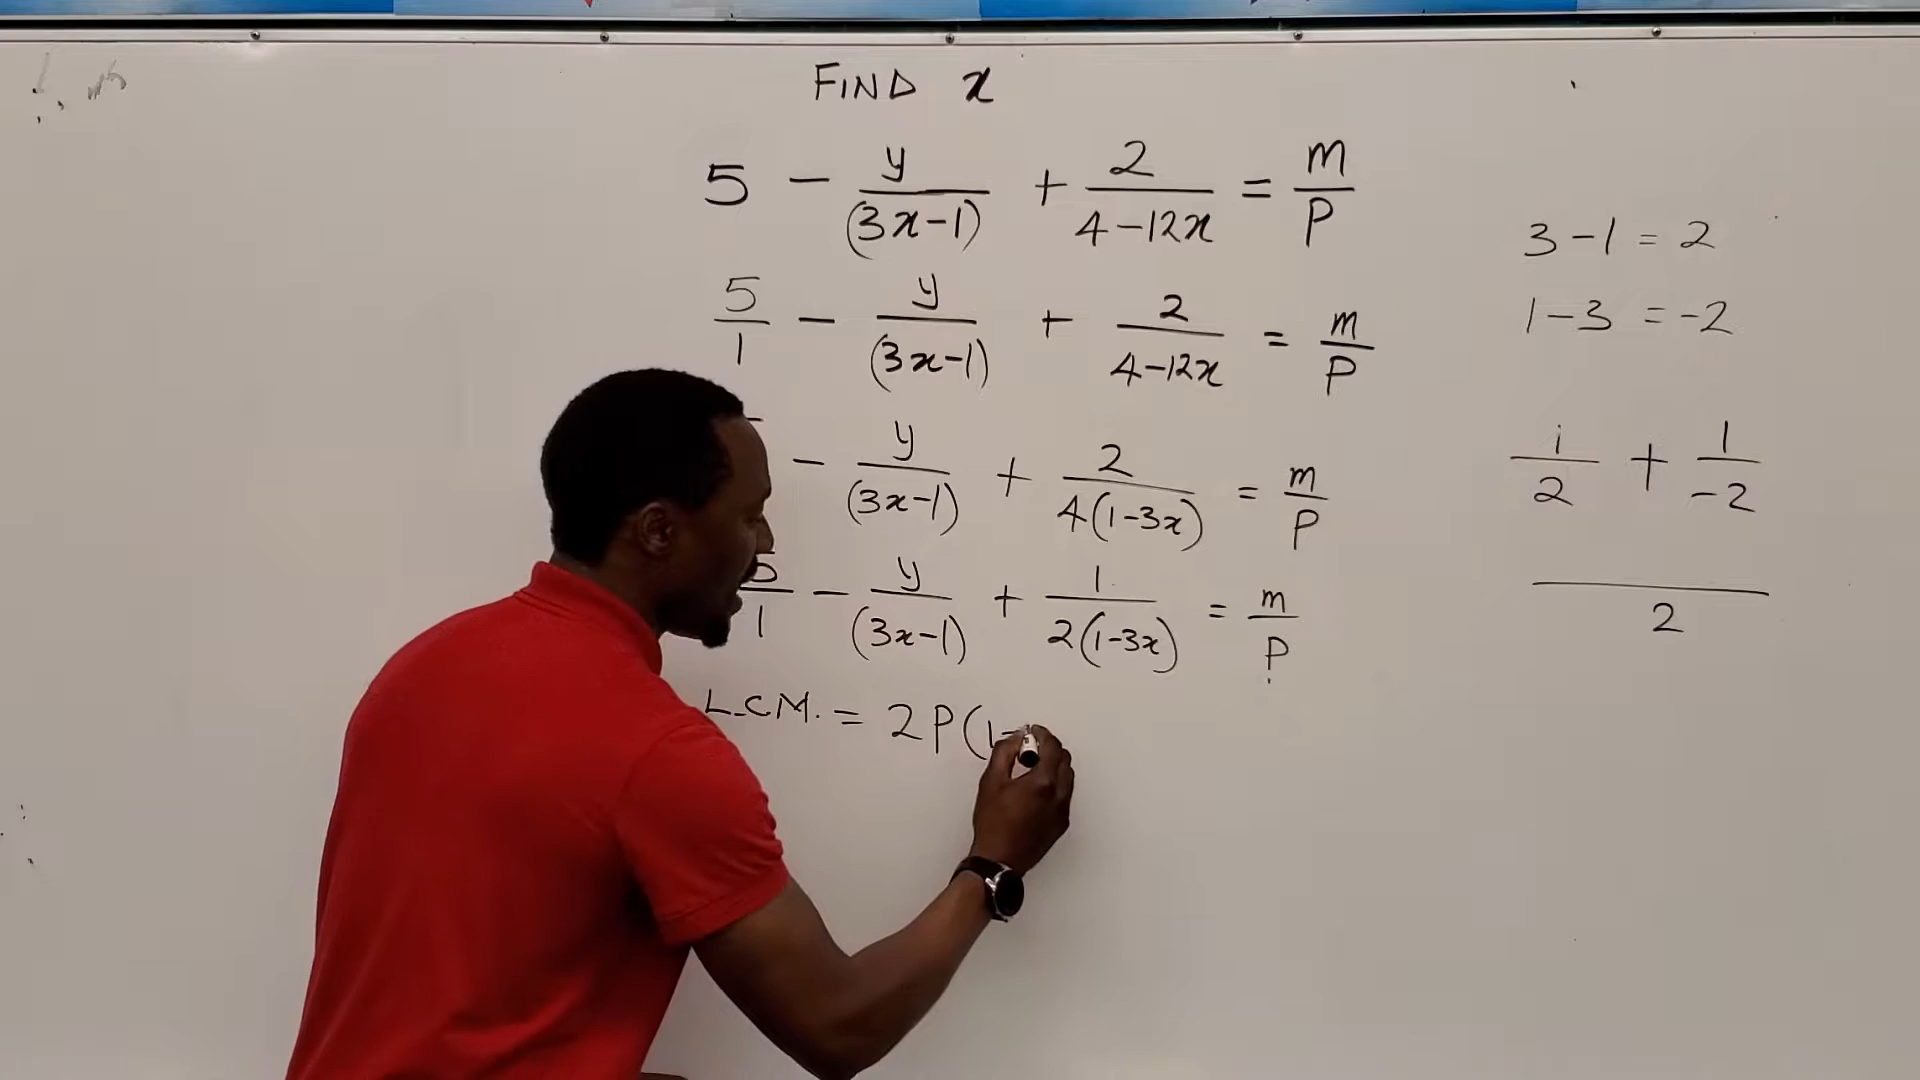 FIND x
5 - y/(3x-1) + 2/(4-12x) = m/P
5/1 - y/(3x-1) + 2/(4-12x) = m/P
- y/(3x-1) + 2/4(1-3x) = m/P
5/1 - y/(3x-1) + 1/2(1-3x) = m/P
L.C.M. = 2P(1-
3-1 = 2
1-3 = -2
1/2 + 1/-2
2